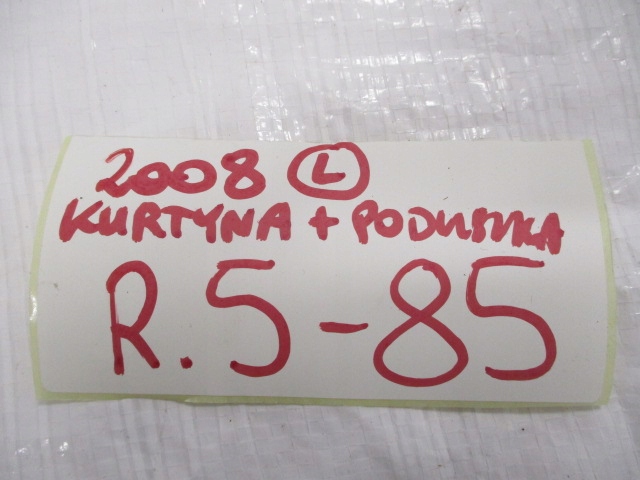 2008 L
KURTYNA + PODUSZKA
R.5-85